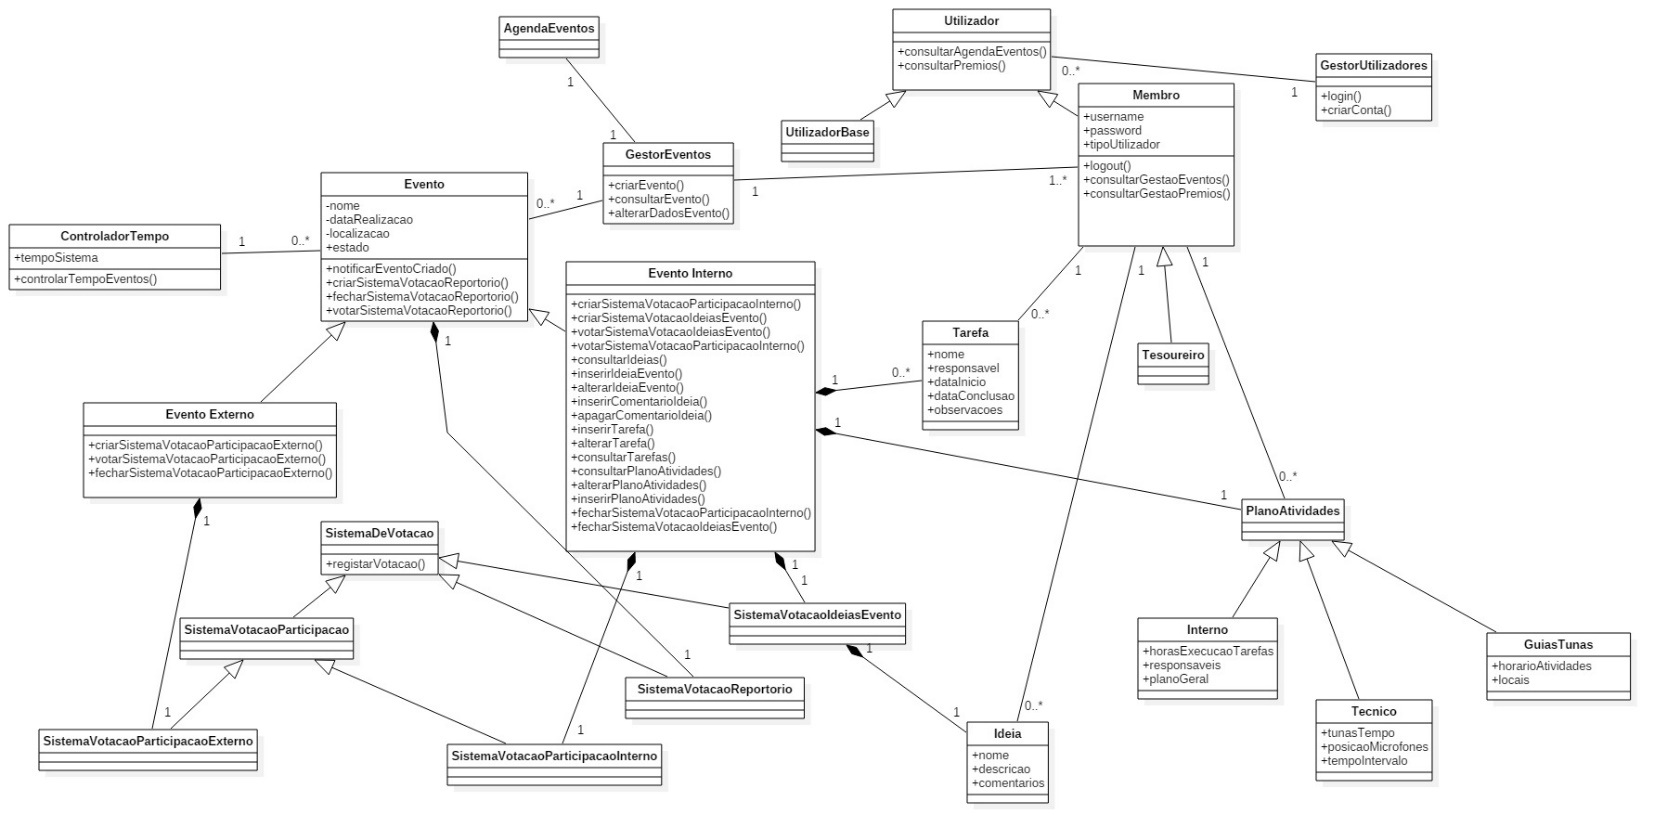 AgendaEventos
1
1
Utilizador
+consultarAgendaEventos()
+consultarPremios()
0..*
1
GestorUtilizadores
+login()
+criarConta()
UtilizadorBase
Membro
+username
+password
+tipoUtilizador
+logout()
+consultarGestaoEventos()
+consultarGestaoPremios()
GestorEventos
+criarEvento()
+consultarEvento()
+alterarDadosEvento()
1
1..*
0..*
1
Evento
-nome
-dataRealizacao
-localizacao
+estado
+notificarEventoCriado()
+criarSistemaVotacaoReportorio()
+fecharSistemaVotacaoReportorio()
+votarSistemaVotacaoReportorio()
1
ControladorTempo
+tempoSistema
+controlarTempoEventos()
1
0..*
Evento Interno
+criarSistemaVotacaoParticipacaoInterno()
+criarSistemaVotacaoIdeiasEvento()
+votarSistemaVotacaoIdeiasEvento()
+votarSistemaVotacaoParticipacaoInterno()
+consultarIdeias()
+inserirIdeiaEvento()
+alterarIdeiaEvento()
+inserirComentarioIdeia()
+apagarComentarioIdeia()
+inserirTarefa()
+alterarTarefa()
+consultarTarefas()
+consultarPlanoAtividades()
+alterarPlanoAtividades()
+inserirPlanoAtividades()
+fecharSistemaVotacaoParticipacaoInterno()
+fecharSistemaVotacaoIdeiasEvento()
1
1
1
0..*
Tarefa
+nome
+responsavel
+dataInicio
+dataConclusao
+observacoes
1
0..*
1
1
Tesoureiro
Evento Externo
+criarSistemaVotacaoParticipacaoExterno()
+votarSistemaVotacaoParticipacaoExterno()
+fecharSistemaVotacaoParticipacaoExterno()
1
1
1
0..*
PlanoAtividades
SistemaDeVotacao
+registarVotacao()
1
1
SistemaVotacaoIdeiasEvento
1
SistemaVotacaoParticipacao
SistemaVotacaoReportorio
1
Interno
+horasExecucaoTarefas
+responsaveis
+planoGeral
GuiasTunas
+horarioAtividades
+locais
Tecnico
+tunasTempo
+posicaoMicrofones
+tempoIntervalo
SistemaVotacaoParticipacaoExterno
SistemaVotacaoParticipacaoInterno
1
0..*
Ideia
+nome
+descricao
+comentarios